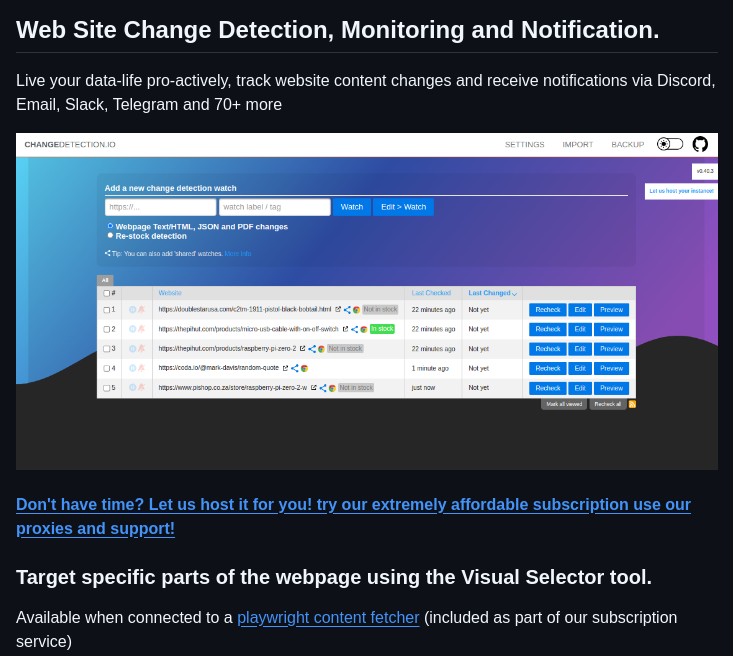 Web Site Change Detection, Monitoring and Notification.
Live your data-life pro-actively, track website content changes and receive notifications via Discord,
Email, Slack, Telegram and 70+ more
CHANGEDETECTION.IO SETTINGS IMPORT BACKUP
v0.40.3
Let us host your instance!
Add a new change detection watch
https://... watch label / tag Watch Edit > Watch
Webpage Text/HTML, JSON and PDF changes
Re-stock detection
Tip: You can also add 'shared' watches. More info
All
# Website Last Checked Last Changed
1 https://doublestarusa.com/c2tm-1911-pistol-black-bobtail.html Not in stock 22 minutes ago Not yet Recheck Edit Preview
2 https://thepihut.com/products/micro-usb-cable-with-on-off-switch In stock 22 minutes ago Not yet Recheck Edit Preview
3 https://thepihut.com/products/raspberry-pi-zero-2 Not in stock 22 minutes ago Not yet Recheck Edit Preview
4 https://coda.io/@mark-davis/random-quote 1 minute ago Not yet Recheck Edit Preview
5 https://www.pishop.co.za/store/raspberry-pi-zero-2-w Not in stock just now Not yet Recheck Edit Preview
Mark all viewed Recheck all
Don't have time? Let us host it for you! try our extremely affordable subscription use our
proxies and support!
Target specific parts of the webpage using the Visual Selector tool.
Available when connected to a playwright content fetcher (included as part of our subscription
service)